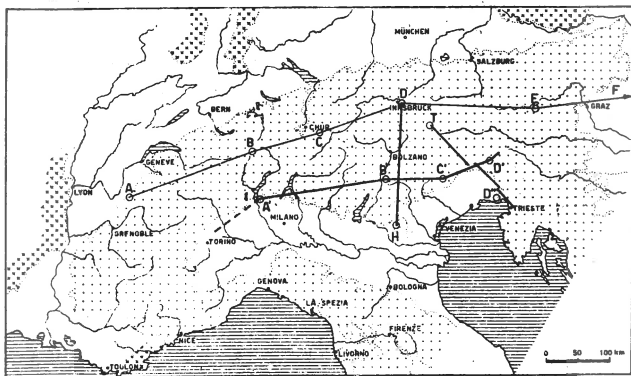 MÜNCHEN
SALZBURG
BERN
D
INNSBRUCK
E
F
GRAZ
CHUR
T
B
C
GENÈVE
BOLZANO
D'
LYON
A
B'
C'
A'
D"
GRENOBLE
MILANO
TRIESTE
VENEZIA
TORINO
H
GENOVA
BOLOGNA
LA SPEZIA
NICE
FIRENZE
LIVORNO
TOULON
0 50 100 km